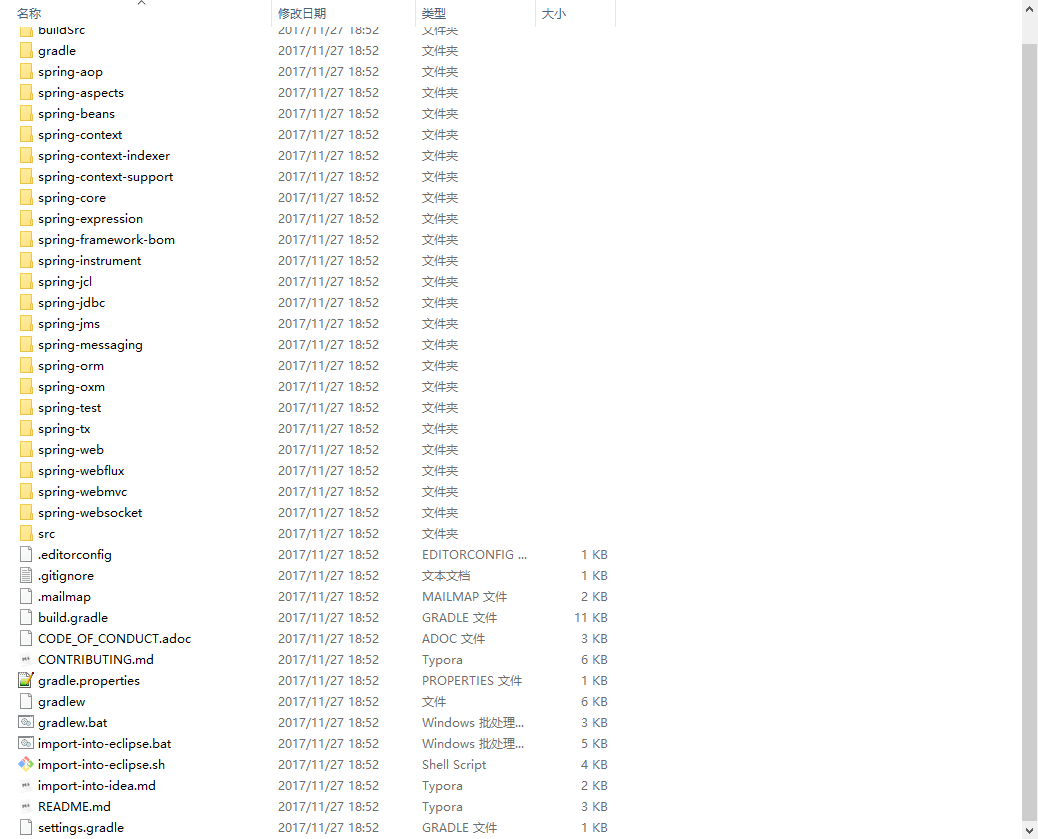 名称 修改日期 类型 大小
buildSrc 2017/11/27 18:52 文件夹
gradle 2017/11/27 18:52 文件夹
spring-aop 2017/11/27 18:52 文件夹
spring-aspects 2017/11/27 18:52 文件夹
spring-beans 2017/11/27 18:52 文件夹
spring-context 2017/11/27 18:52 文件夹
spring-context-indexer 2017/11/27 18:52 文件夹
spring-context-support 2017/11/27 18:52 文件夹
spring-core 2017/11/27 18:52 文件夹
spring-expression 2017/11/27 18:52 文件夹
spring-framework-bom 2017/11/27 18:52 文件夹
spring-instrument 2017/11/27 18:52 文件夹
spring-jcl 2017/11/27 18:52 文件夹
spring-jdbc 2017/11/27 18:52 文件夹
spring-jms 2017/11/27 18:52 文件夹
spring-messaging 2017/11/27 18:52 文件夹
spring-orm 2017/11/27 18:52 文件夹
spring-oxm 2017/11/27 18:52 文件夹
spring-test 2017/11/27 18:52 文件夹
spring-tx 2017/11/27 18:52 文件夹
spring-web 2017/11/27 18:52 文件夹
spring-webflux 2017/11/27 18:52 文件夹
spring-webmvc 2017/11/27 18:52 文件夹
spring-websocket 2017/11/27 18:52 文件夹
src 2017/11/27 18:52 文件夹
.editorconfig 2017/11/27 18:52 EDITORCONFIG ... 1 KB
.gitignore 2017/11/27 18:52 文本文档 1 KB
.mailmap 2017/11/27 18:52 MAILMAP 文件 2 KB
build.gradle 2017/11/27 18:52 GRADLE 文件 11 KB
CODE_OF_CONDUCT.adoc 2017/11/27 18:52 ADOC 文件 3 KB
CONTRIBUTING.md 2017/11/27 18:52 Typora 6 KB
gradle.properties 2017/11/27 18:52 PROPERTIES 文件 1 KB
gradlew 2017/11/27 18:52 文件 6 KB
gradlew.bat 2017/11/27 18:52 Windows 批处理... 3 KB
import-into-eclipse.bat 2017/11/27 18:52 Windows 批处理... 5 KB
import-into-eclipse.sh 2017/11/27 18:52 Shell Script 4 KB
import-into-idea.md 2017/11/27 18:52 Typora 2 KB
README.md 2017/11/27 18:52 Typora 3 KB
settings.gradle 2017/11/27 18:52 GRADLE 文件 1 KB